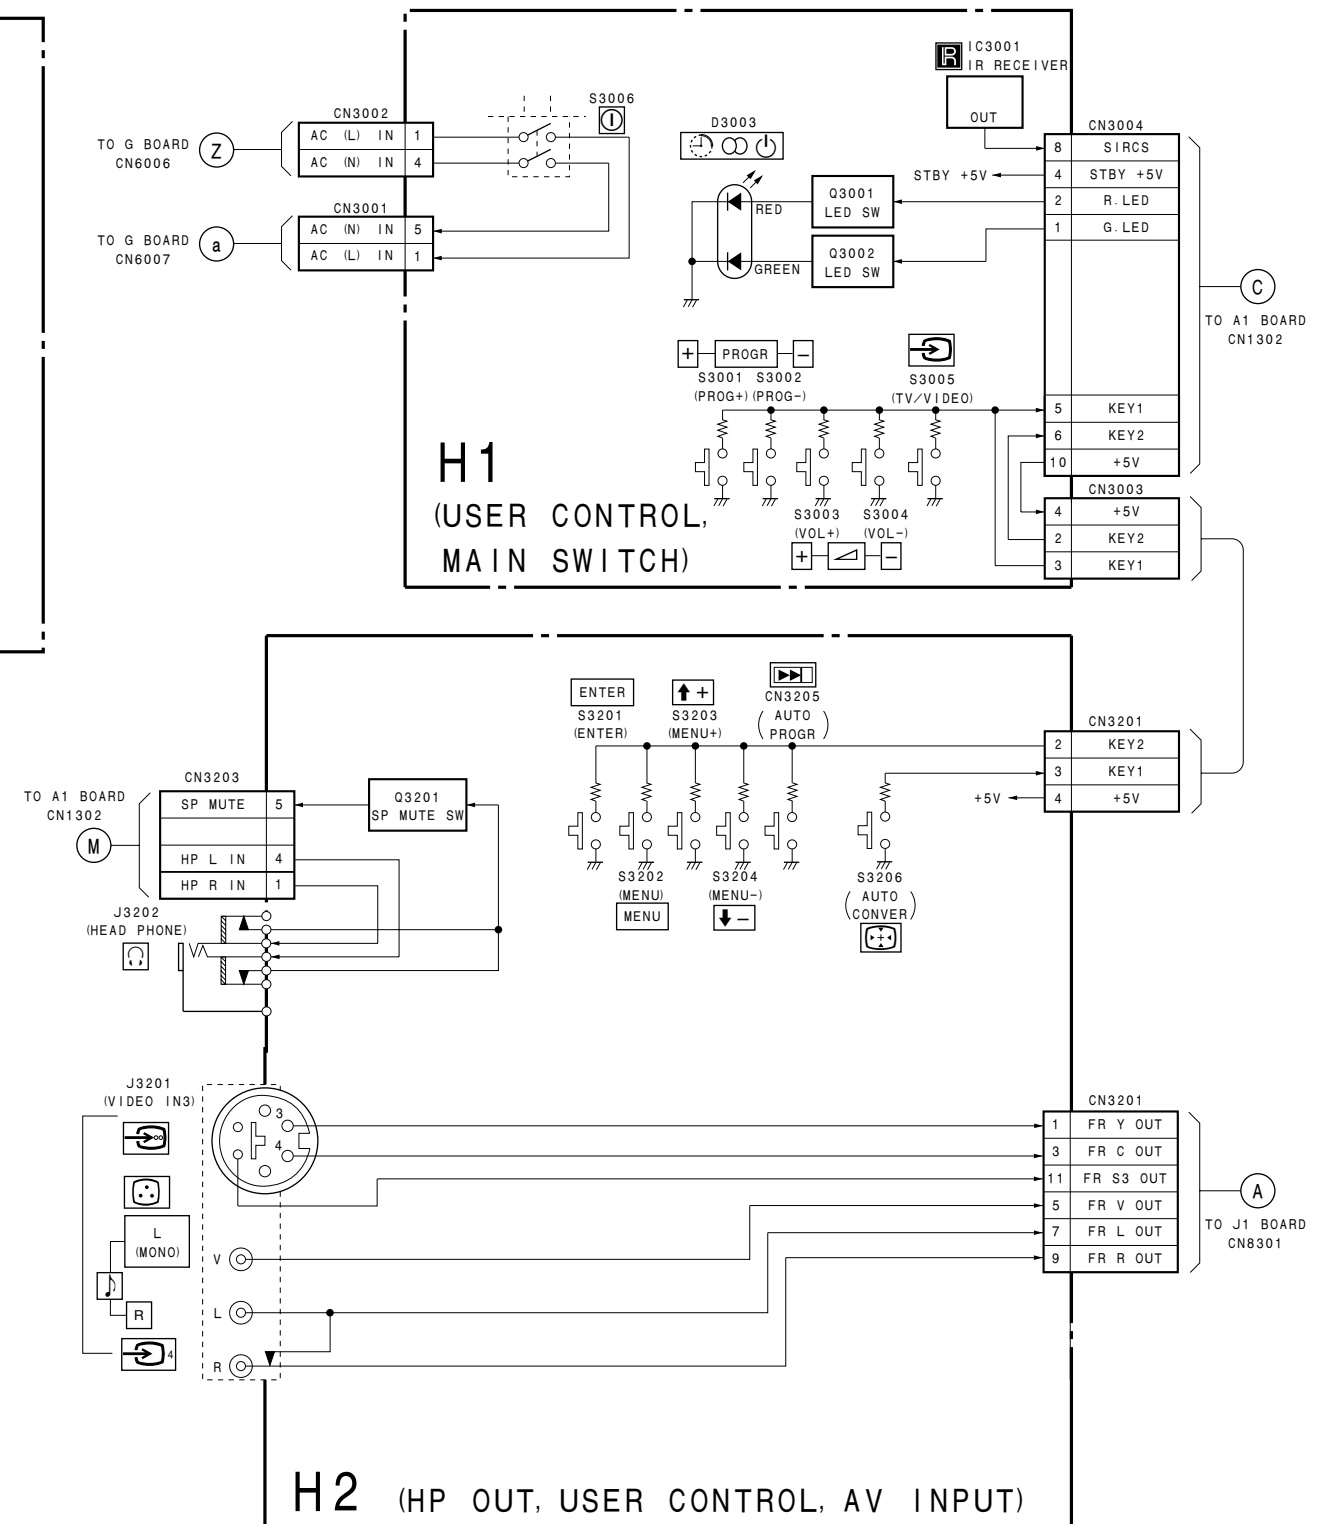 IC3001
IR RECEIVER
OUT
S3006
CN3002
AC (L) IN 1
AC (N) IN 4
TO G BOARD
CN6006
Z
CN3001
AC (N) IN 5
AC (L) IN 1
TO G BOARD
CN6007
a
D3003
RED
GREEN
Q3001
LED SW
Q3002
LED SW
STBY +5V
CN3004
8 SIRCS
4 STBY +5V
2 R.LED
1 G.LED
5 KEY1
6 KEY2
10 +5V
C
TO A1 BOARD
CN1302
+ PROGR −
S3001 S3002
(PROG+) (PROG−)
S3005
(TV/VIDEO)
S3003 S3004
(VOL+) (VOL−)
+ −
H1
(USER CONTROL,
MAIN SWITCH)
CN3003
4 +5V
2 KEY2
3 KEY1
ENTER
S3201
(ENTER)
+
S3203
(MENU+)
CN3205
(AUTO
PROGR)
CN3201
2 KEY2
3 KEY1
4 +5V
+5V
S3202
(MENU)
MENU
S3204
(MENU−)
−
S3206
(AUTO
CONVER)
CN3203
SP MUTE 5
HP L IN 4
HP R IN 1
TO A1 BOARD
CN1302
M
Q3201
SP MUTE SW
J3202
(HEAD PHONE)
J3201
(VIDEO IN3)
3
4
L
(MONO)
R
4
V
L
R
CN3201
1 FR Y OUT
3 FR C OUT
11 FR S3 OUT
5 FR V OUT
7 FR L OUT
9 FR R OUT
A
TO J1 BOARD
CN8301
H2 (HP OUT, USER CONTROL, AV INPUT)